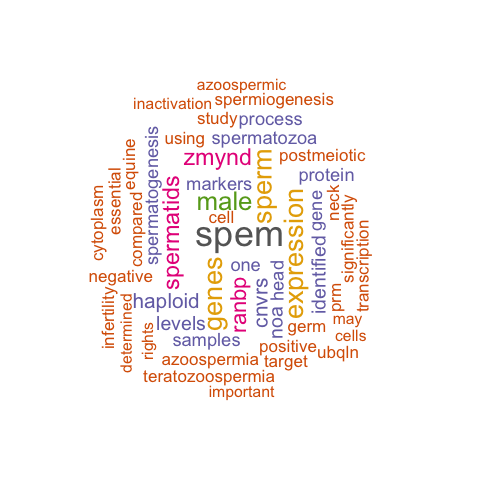 azoospermic
inactivation
spermiogenesis
study
process
using
spermatozoa
zmynd
postmeiotic
markers
sperm
protein
male
cell
spem
equine
spermatogenesis
essential
cytoplasm
compared
spermatids
expression
identified
gene
neck
significantly
transcription
negative
one
genes
ranbp
cnvrs
noa
head
prm
haploid
infertility
determined
rights
levels
samples
germ
may
cells
positive
ubqln
azoospermia
target
teratozoospermia
important